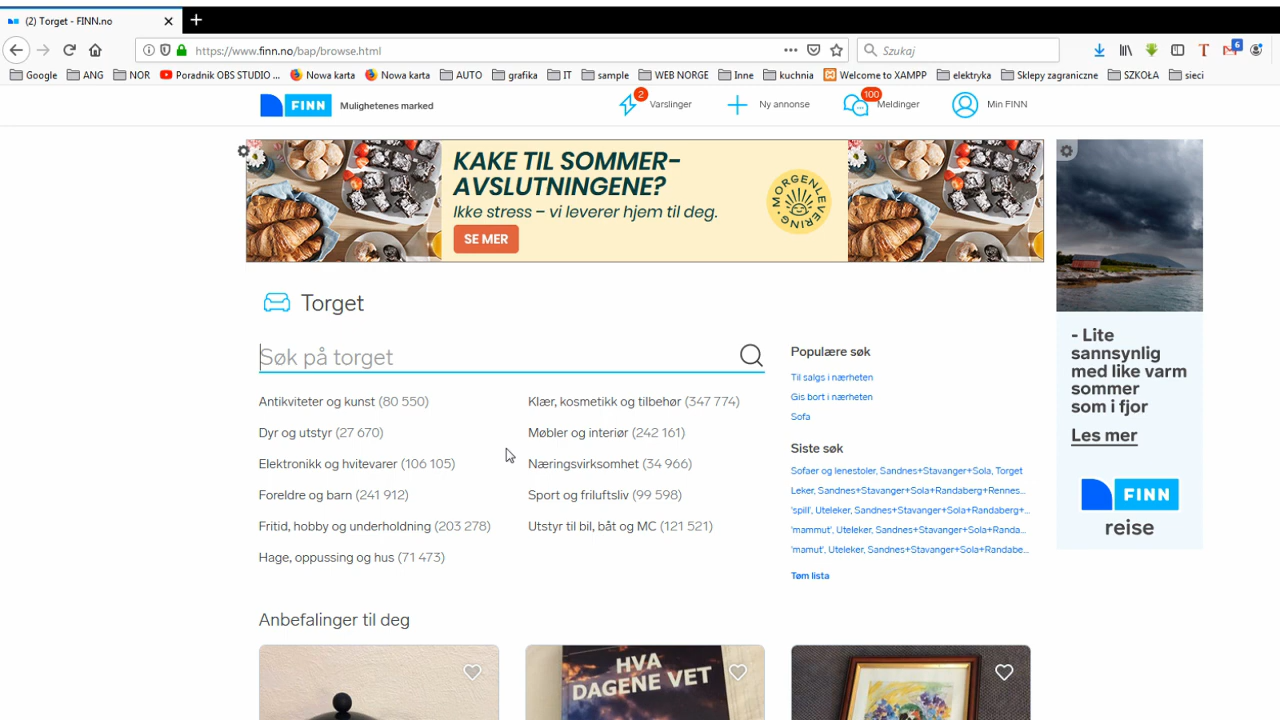 (2) Torget - FINN.no
https://www.finn.no/bap/browse.html
Szukaj
6
Google
ANG
NOR
Poradnik OBS STUDIO ...
Nowa karta
Nowa karta
AUTO
grafika
IT
sample
WEB NORGE
Inne
kuchnia
Welcome to XAMPP
elektryka
Sklepy zagraniczne
SZKOŁA
sieci
FINN
Mulighetenes marked
2
Varslinger
Ny annonse
100
Meldinger
Min FINN
KAKE TIL SOMMER-
AVSLUTNINGENE?
Ikke stress – vi leverer hjem til deg.
SE MER
MORGENLEVERING
Torget
Søk på torget
Antikviteter og kunst (80 550)
Dyr og utstyr (27 670)
Elektronikk og hvitevarer (106 105)
Foreldre og barn (241 912)
Fritid, hobby og underholdning (203 278)
Hage, oppussing og hus (71 473)
Klær, kosmetikk og tilbehør (347 774)
Møbler og interiør (242 161)
Næringsvirksomhet (34 966)
Sport og friluftsliv (99 598)
Utstyr til bil, båt og MC (121 521)
Populære søk
Til salgs i nærheten
Gis bort i nærheten
Sofa
Siste søk
Sofaer og lenestoler, Sandnes+Stavanger+Sola, Torget
Leker, Sandnes+Stavanger+Sola+Randaberg+Rennes...
'spill', Uteleker, Sandnes+Stavanger+Sola+Randaberg+...
'mammut', Uteleker, Sandnes+Stavanger+Sola+Randa...
'mamut', Uteleker, Sandnes+Stavanger+Sola+Randabe...
Tøm lista
- Lite
sannsynlig
med like varm
sommer
som i fjor
Les mer
FINN
reise
Anbefalinger til deg
HVA
DAGENE VET